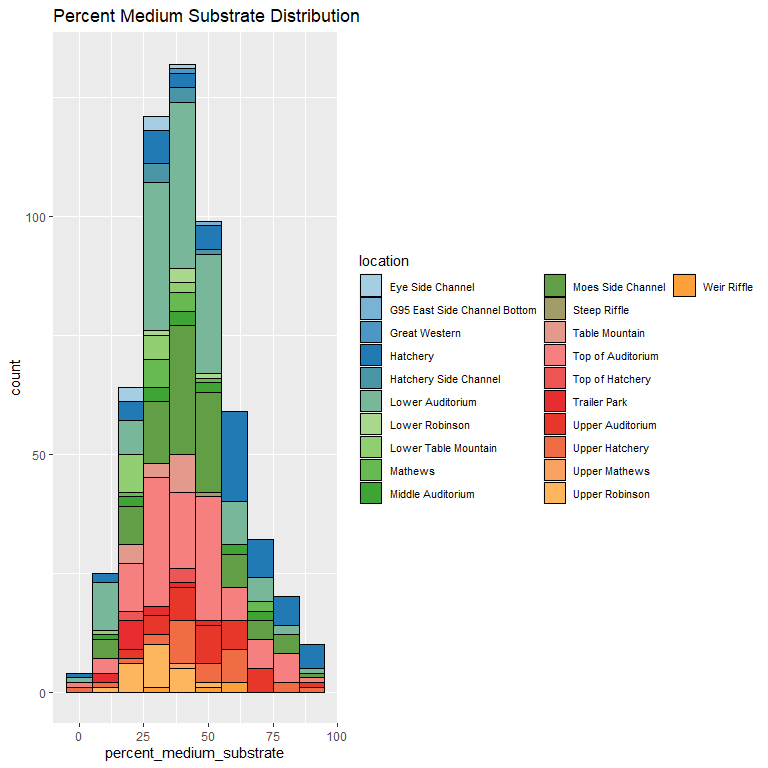 Percent Medium Substrate Distribution
count
100
50
0
0
25
50
75
100
percent_medium_substrate
location
Eye Side Channel
G95 East Side Channel Bottom
Great Western
Hatchery
Hatchery Side Channel
Lower Auditorium
Lower Robinson
Lower Table Mountain
Mathews
Middle Auditorium
Moes Side Channel
Steep Riffle
Table Mountain
Top of Auditorium
Top of Hatchery
Trailer Park
Upper Auditorium
Upper Hatchery
Upper Mathews
Upper Robinson
Weir Riffle